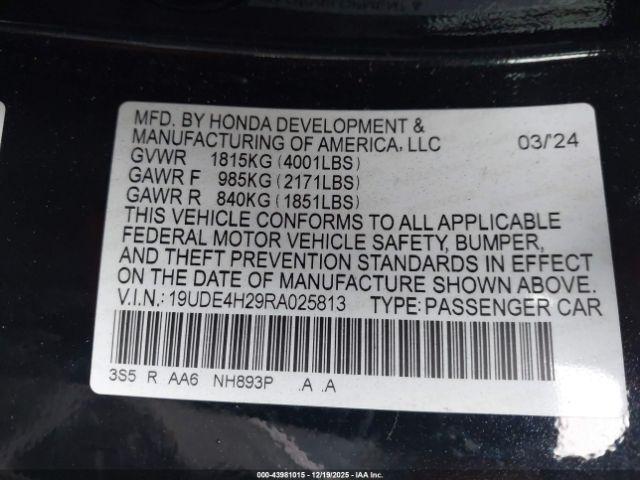 MFD. BY HONDA DEVELOPMENT &
MANUFACTURING OF AMERICA, LLC 03/'24
GVWR 1815KG (4001LBS)
GAWR F 985KG (2171LBS)
GAWR R 840KG (1851LBS)
THIS VEHICLE CONFORMS TO ALL APPLICABLE
FEDERAL MOTOR VEHICLE SAFETY, BUMPER,
AND THEFT PREVENTION STANDARDS IN EFFECT
ON THE DATE OF MANUFACTURE SHOWN ABOVE.
V.I.N.:19UDE4H29RA025813 TYPE:PASSENGER CAR
3S5 R AA6 NH893P .A .A
000-43981015 - 12/19/2025 - IAA Inc.